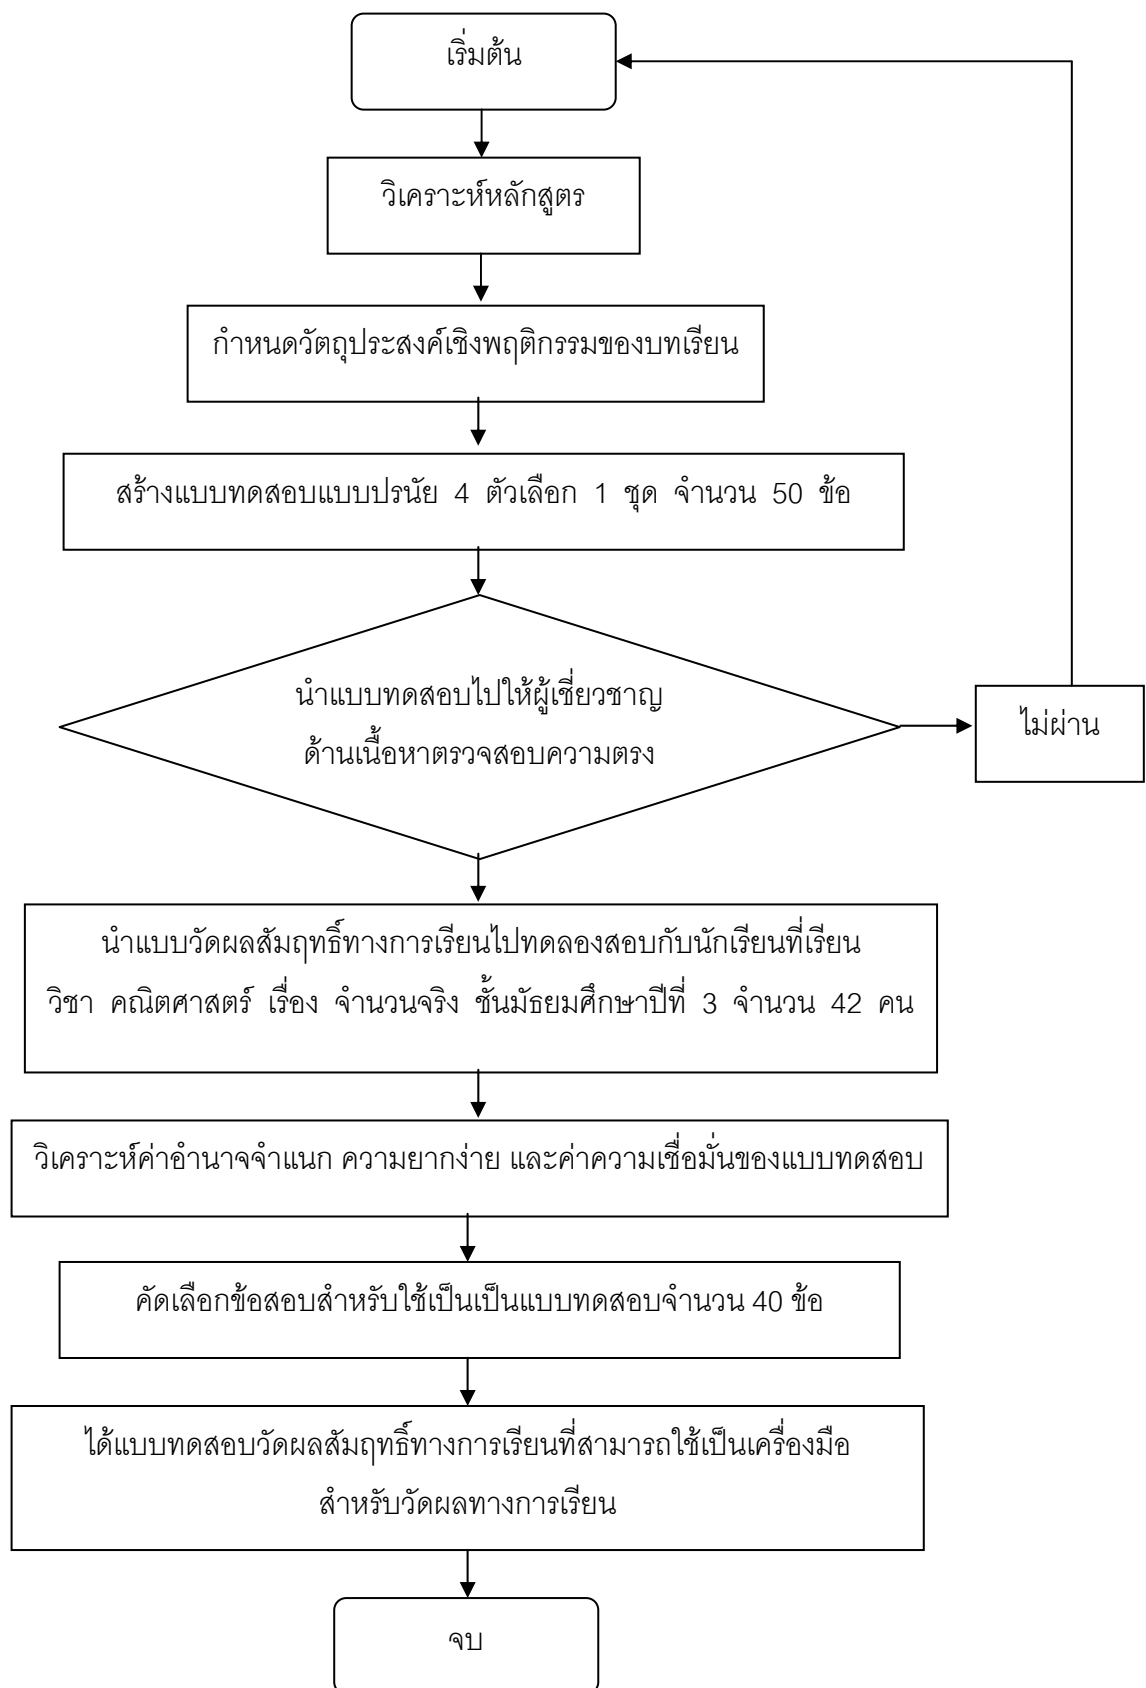 เริ่มต้น
วิเคราะห์หลักสูตร
กำหนดวัตถุประสงค์เชิงพฤติกรรมของบทเรียน
สร้างแบบทดสอบแบบปรนัย 4 ตัวเลือก 1 ชุด จำนวน 50 ข้อ
นำแบบทดสอบไปให้ผู้เชี่ยวชาญ
ด้านเนื้อหาตรวจสอบความตรง
ไม่ผ่าน
นำแบบวัดผลสัมฤทธิ์ทางการเรียนไปทดลองสอบกับนักเรียนที่เรียน
วิชา คณิตศาสตร์ เรื่อง จำนวนจริง ชั้นมัธยมศึกษาปีที่ 3 จำนวน 42 คน
วิเคราะห์ค่าอำนาจจำแนก ความยากง่าย และค่าความเชื่อมั่นของแบบทดสอบ
คัดเลือกข้อสอบสำหรับใช้เป็นเป็นแบบทดสอบจำนวน 40 ข้อ
ได้แบบทดสอบวัดผลสัมฤทธิ์ทางการเรียนที่สามารถใช้เป็นเครื่องมือ
สำหรับวัดผลทางการเรียน
จบ